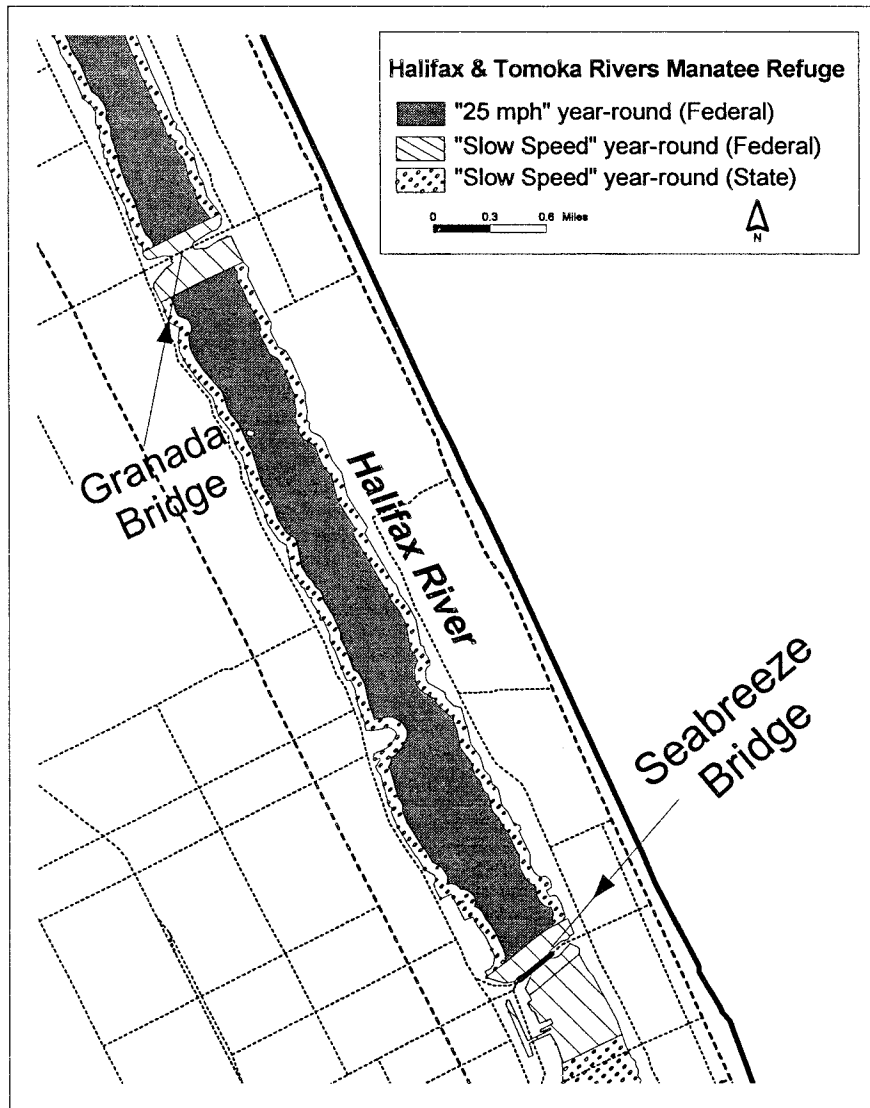 Halifax & Tomoka Rivers Manatee Refuge
"25 mph" year-round (Federal)
"Slow Speed" year-round (Federal)
"Slow Speed" year-round (State)
0 0.3 0.6 Miles
N
Granada
Bridge
Halifax River
Seabreeze
Bridge